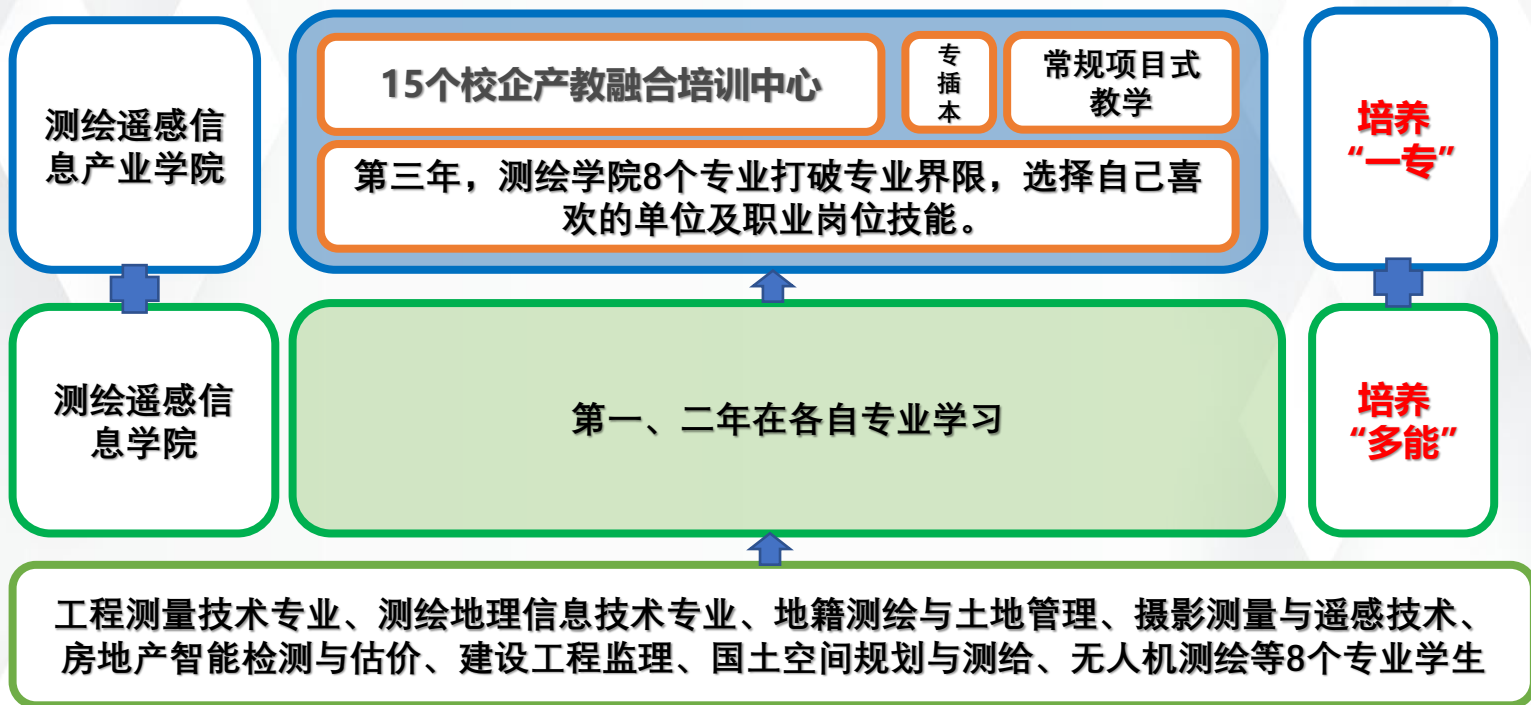 测绘遥感信
息产业学院
15个校企产教融合培训中心
专
插
本
常规项目式
教学
第三年，测绘学院8个专业打破专业界限，选择自己喜
欢的单位及职业岗位技能。
培养
“一专”
测绘遥感信
息学院
第一、二年在各自专业学习
培养
“多能”
工程测量技术专业、测绘地理信息技术专业、地籍测绘与土地管理、摄影测量与遥感技术、
房地产智能检测与估价、建设工程监理、国土空间规划与测给、无人机测绘等8个专业学生